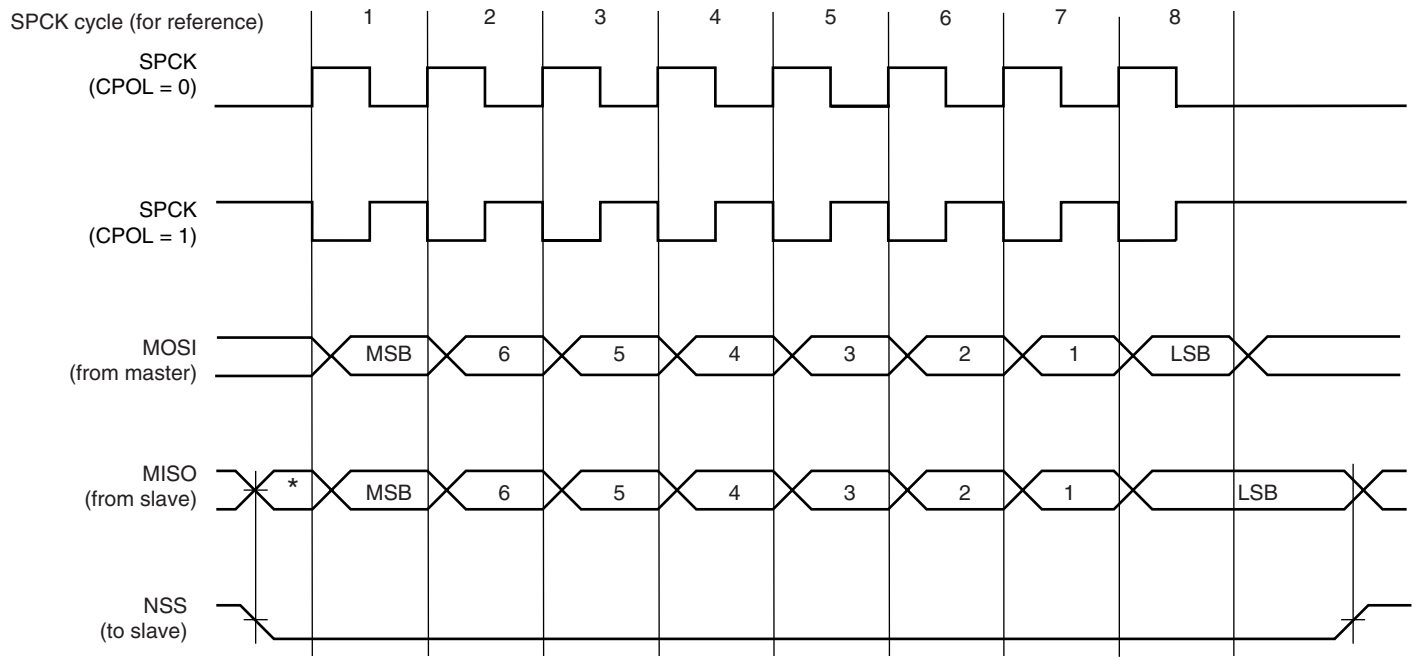 SPCK cycle (for reference) 1 2 3 4 5 6 7 8
SPCK
(CPOL = 0)
SPCK
(CPOL = 1)
MOSI
(from master)
MSB 6 5 4 3 2 1 LSB
MISO
(from slave)
* MSB 6 5 4 3 2 1 LSB
NSS
(to slave)